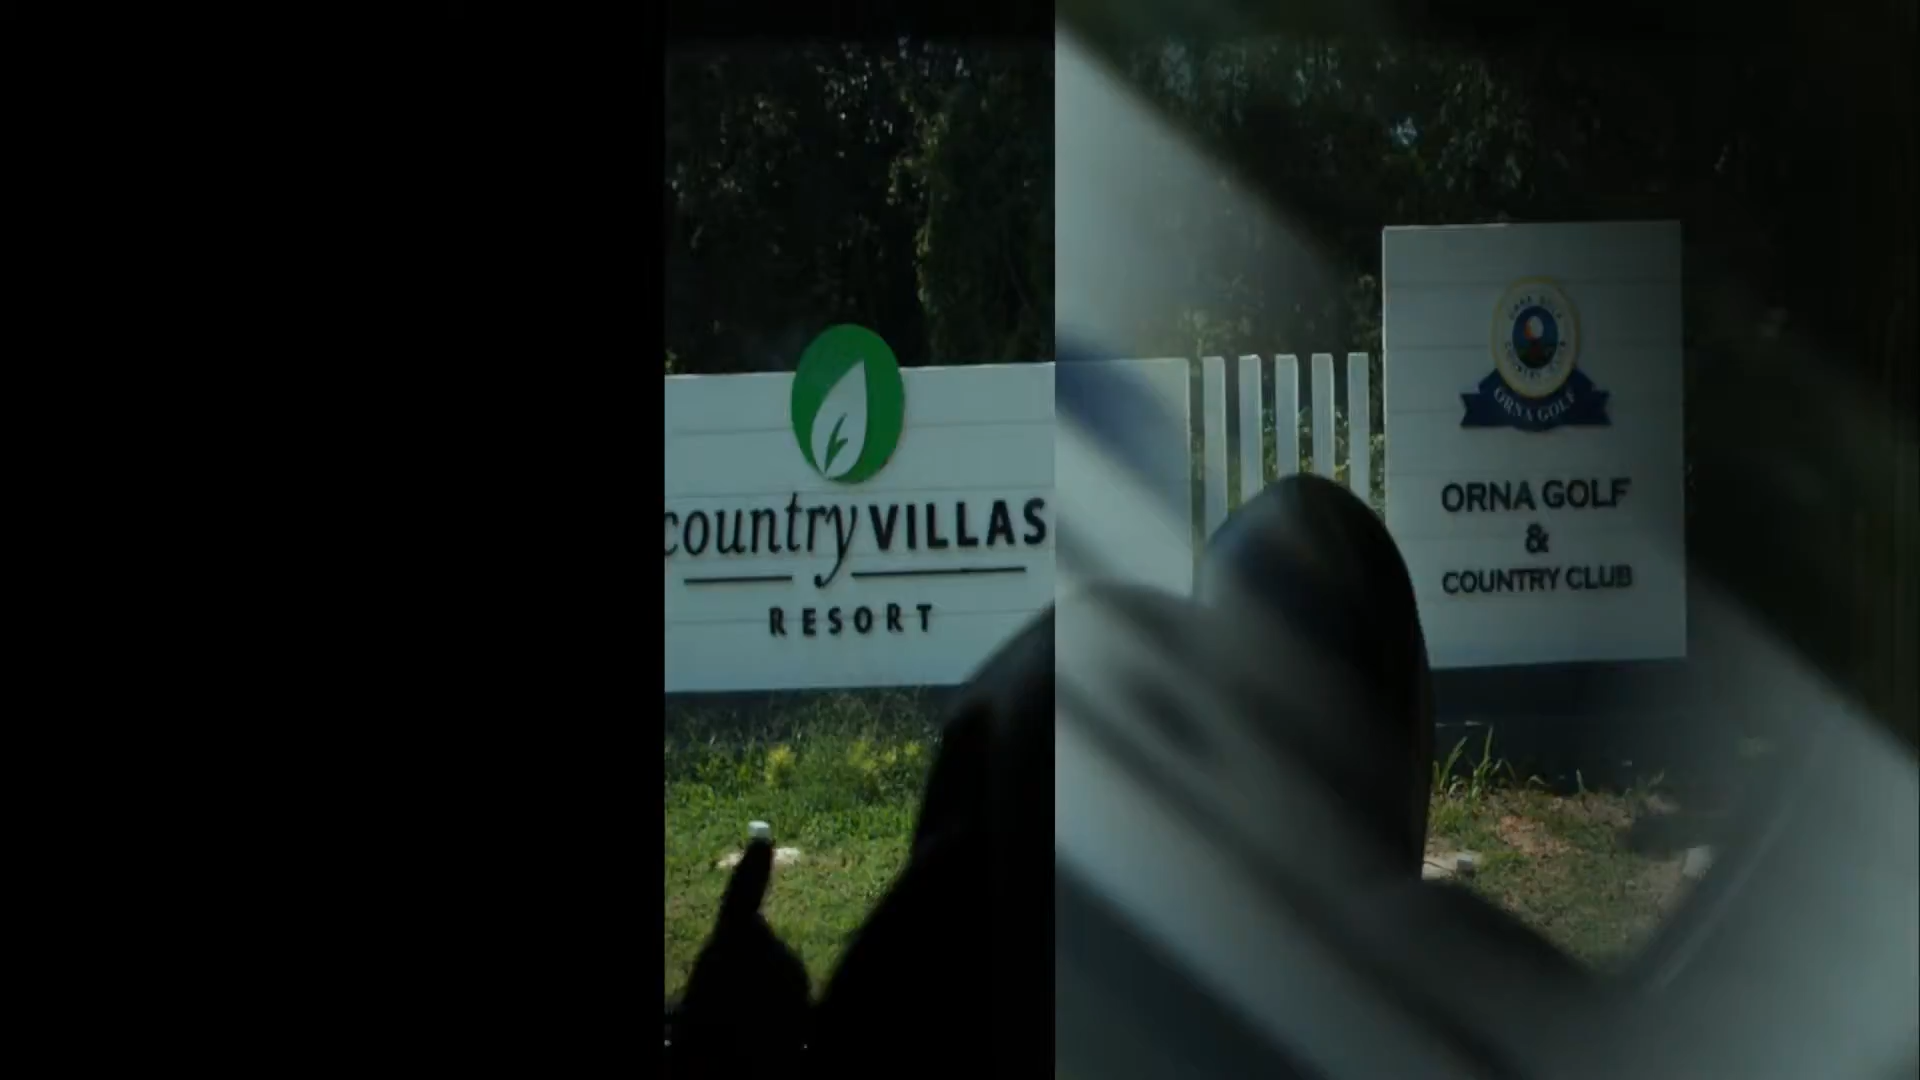 country VILLAS
RESORT
ORNA GOLF
ORNA GOLF
&
COUNTRY CLUB